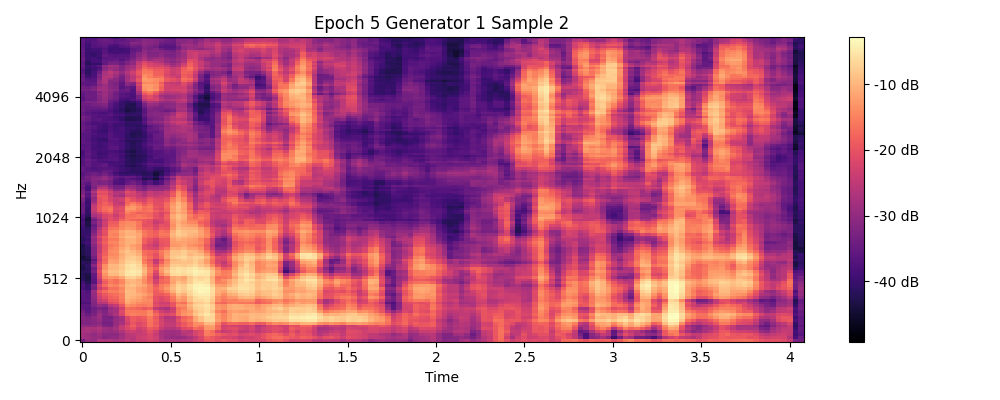 Epoch 5 Generator 1 Sample 2
Hz
4096
2048
1024
512
0
0 0.5 1 1.5 2 2.5 3 3.5 4
Time
-10 dB
-20 dB
-30 dB
-40 dB